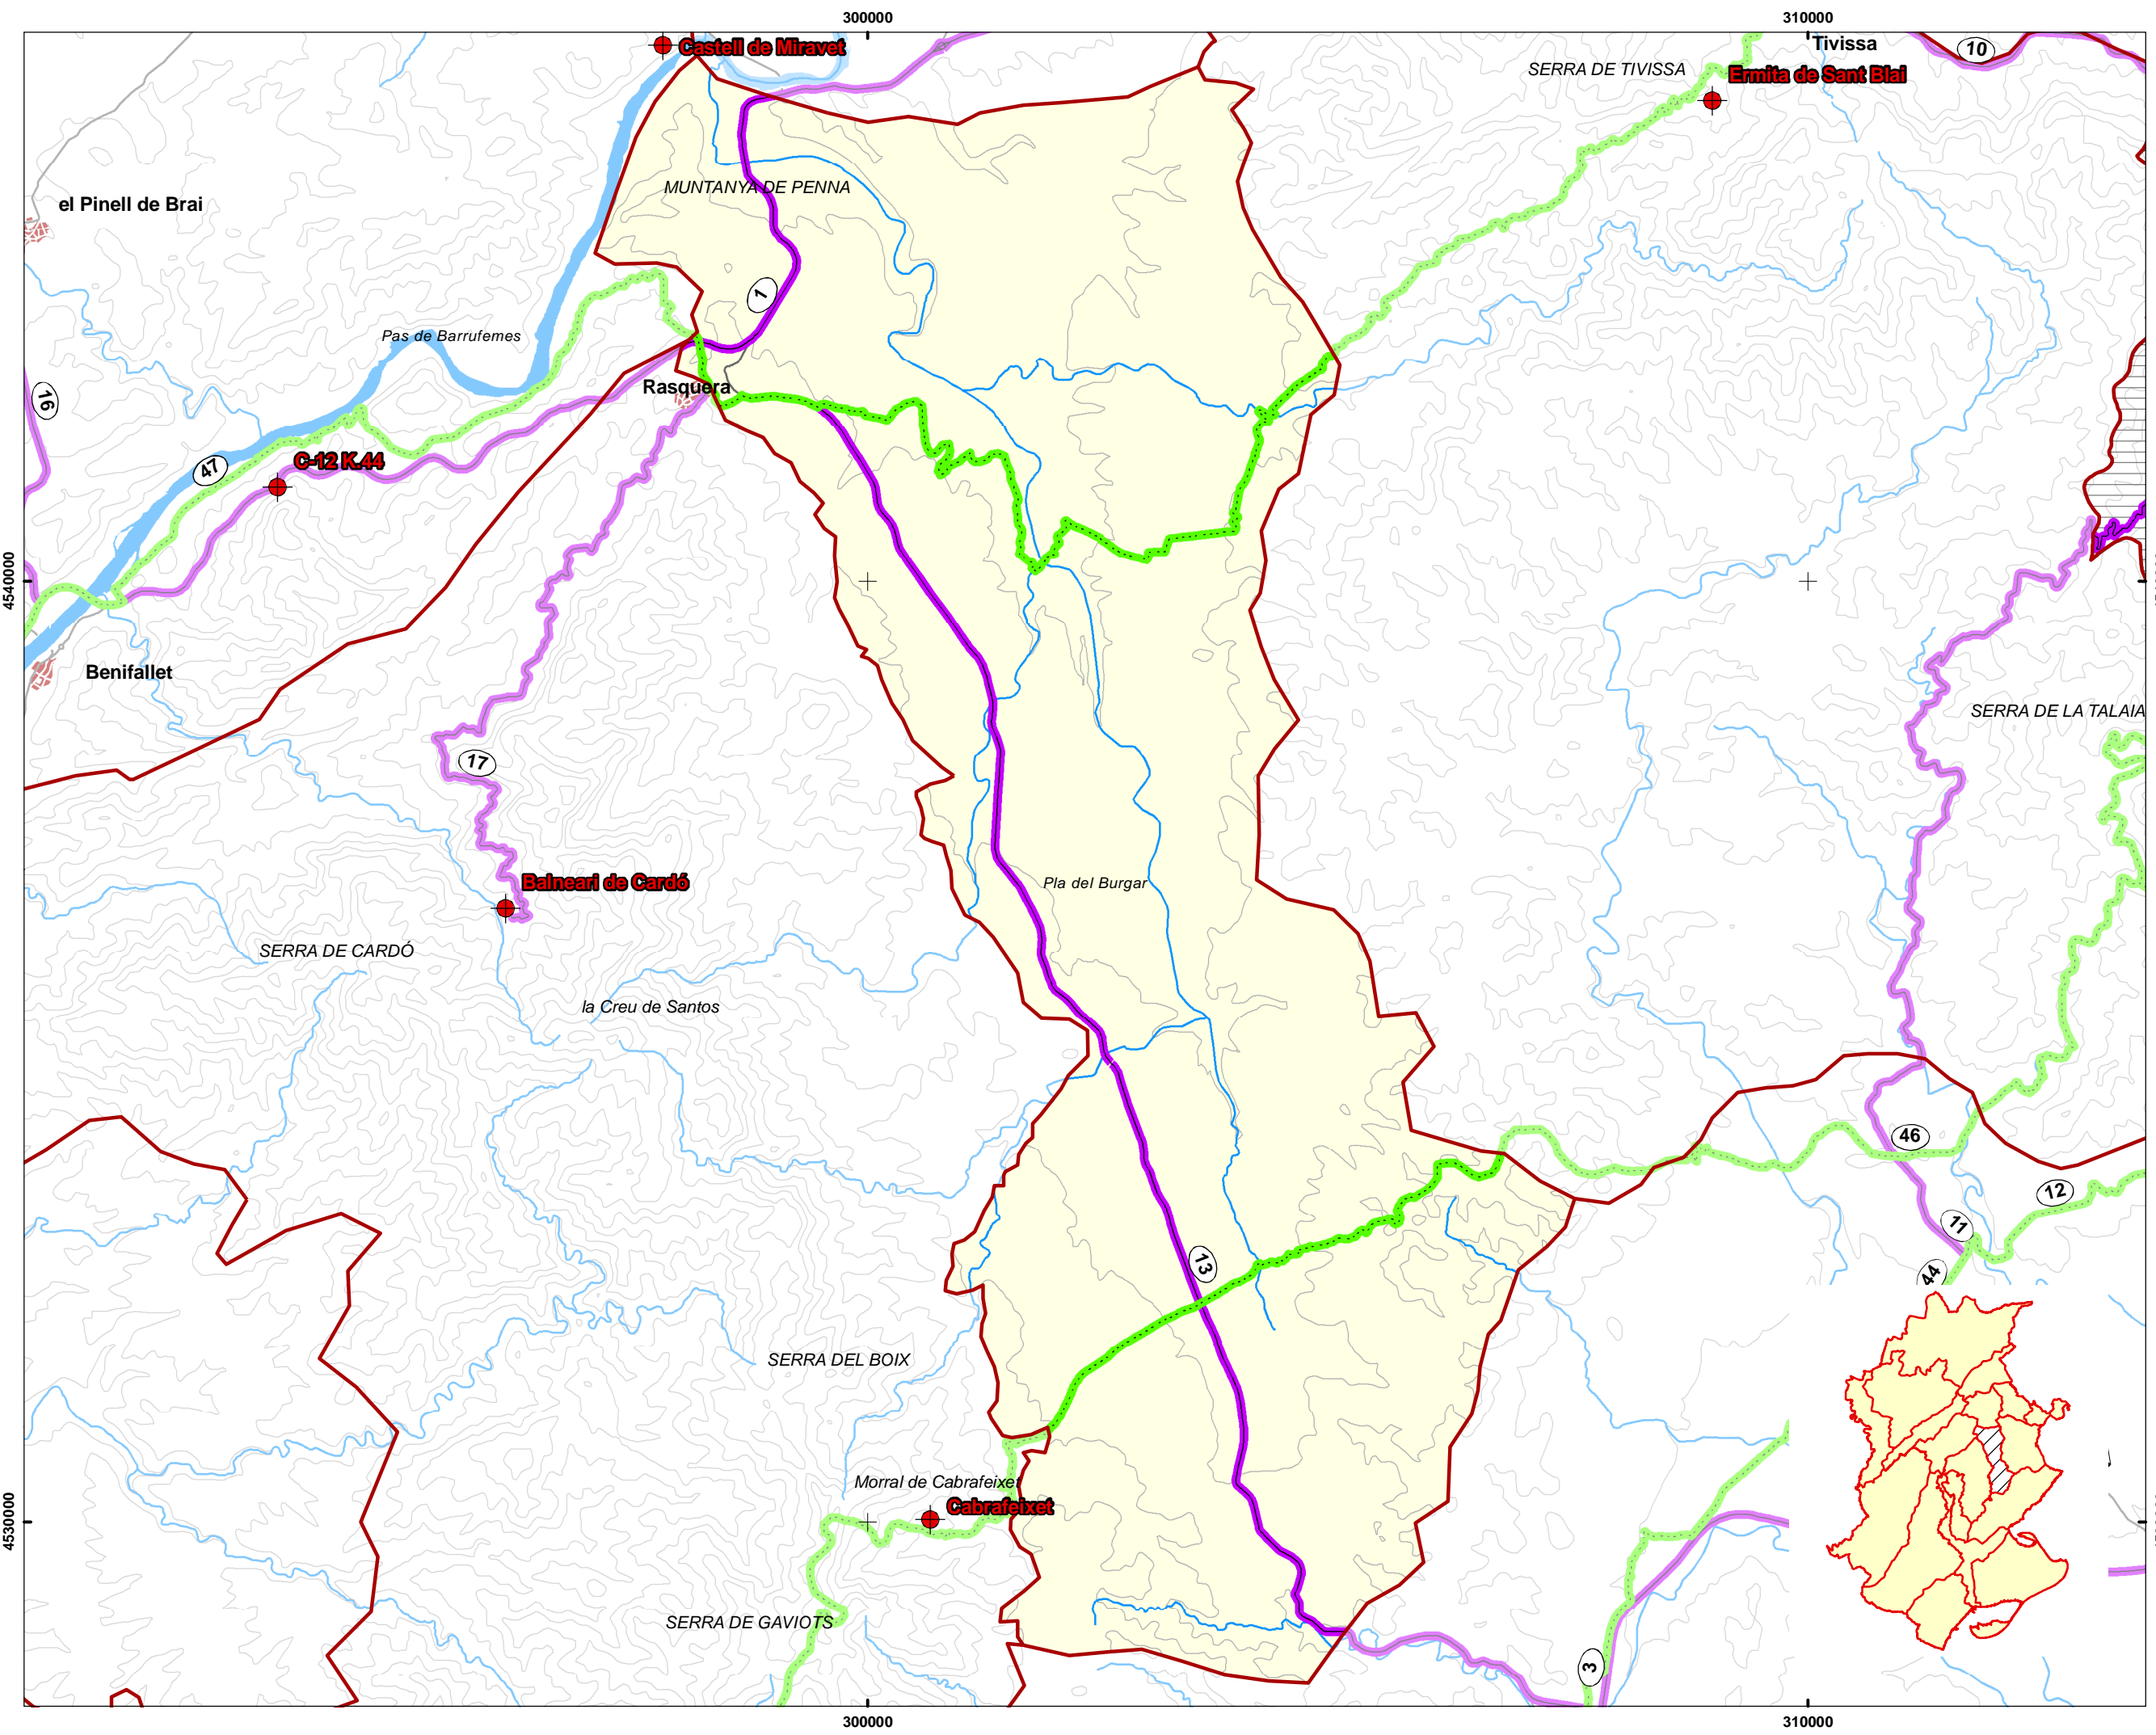 300000
310000
Castell de Miravet
Tivissa
10
SERRA DE TIVISSA
Ermita de Sant Blai
MUNTANYA DE PENNA
el Pinell de Brai
1
Pas de Barrufemes
Rasquera
16
C-12 K.44
47
4540000
Benifallet
SERRA DE LA TALAIA
17
Balneari de Cardó
Pla del Burgar
SERRA DE CARDÓ
la Creu de Santos
46
12
11
13
44
SERRA DEL BOIX
Morral de Cabrafeixet
Cabrafeixet
4530000
SERRA DE GAVIOTS
3
300000
310000